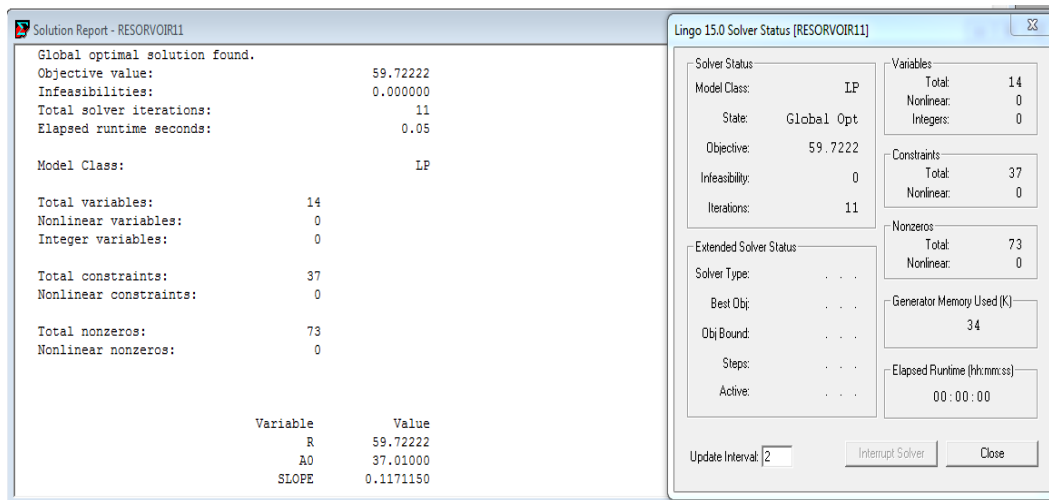 Solution Report - RESORVOIR11
Global optimal solution found.
Objective value: 59.72222
Infeasibilities: 0.000000
Total solver iterations: 11
Elapsed runtime seconds: 0.05
Model Class: LP
Total variables: 14
Nonlinear variables: 0
Integer variables: 0
Total constraints: 37
Nonlinear constraints: 0
Total nonzeros: 73
Nonlinear nonzeros: 0
Variable Value
R 59.72222
A0 37.01000
SLOPE 0.1171150
Lingo 15.0 Solver Status [RESORVOIR11]
Solver Status
Model Class: LP
State: Global Opt
Objective: 59.7222
Infeasibility: 0
Iterations: 11
Extended Solver Status
Solver Type: . . .
Best Obj: . . .
Obj Bound: . . .
Steps: . . .
Active: . . .
Variables
Total: 14
Nonlinear: 0
Integers: 0
Constraints
Total: 37
Nonlinear: 0
Nonzeros
Total: 73
Nonlinear: 0
Generator Memory Used (K)
34
Elapsed Runtime (hh:mm:ss)
00:00:00
Update Interval: 2
Interrupt Solver
Close